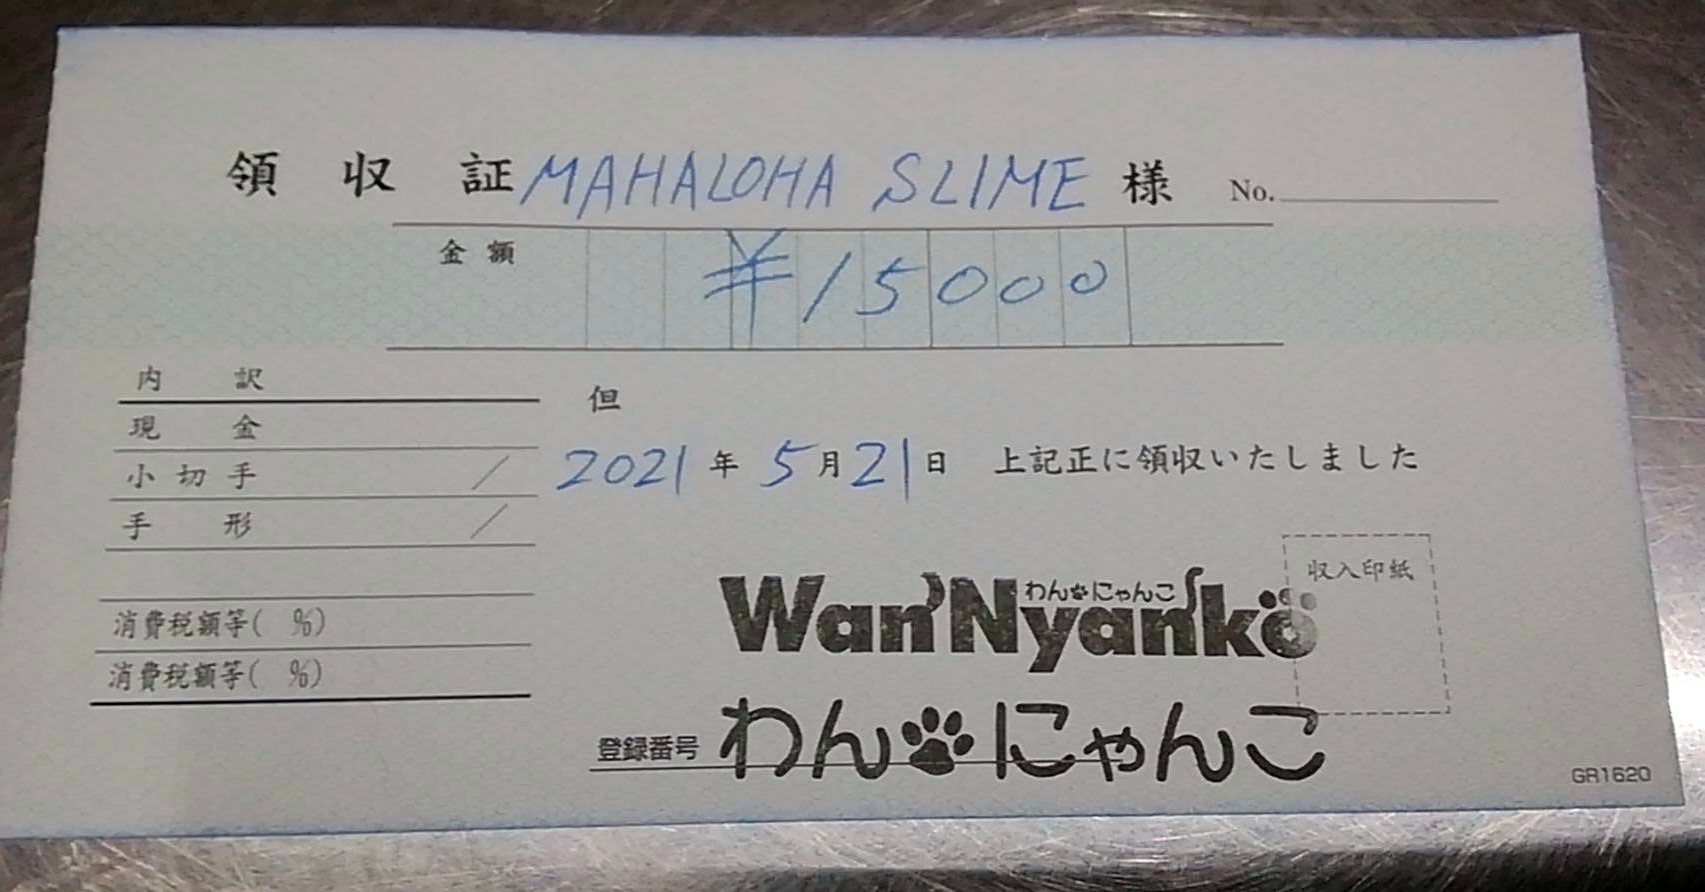 領 収 証 MAHALOHA SLIME 様 No.
金額 ¥15000
内 訳
現 金
小切手 /
手 形 /
消費税額等( %)
消費税額等( %)
但
2021年 5月21日 上記正に領収いたしました
収入印紙
わんにゃんこ
Wan'Nyanko
登録番号
わんにゃんこ
GR1620